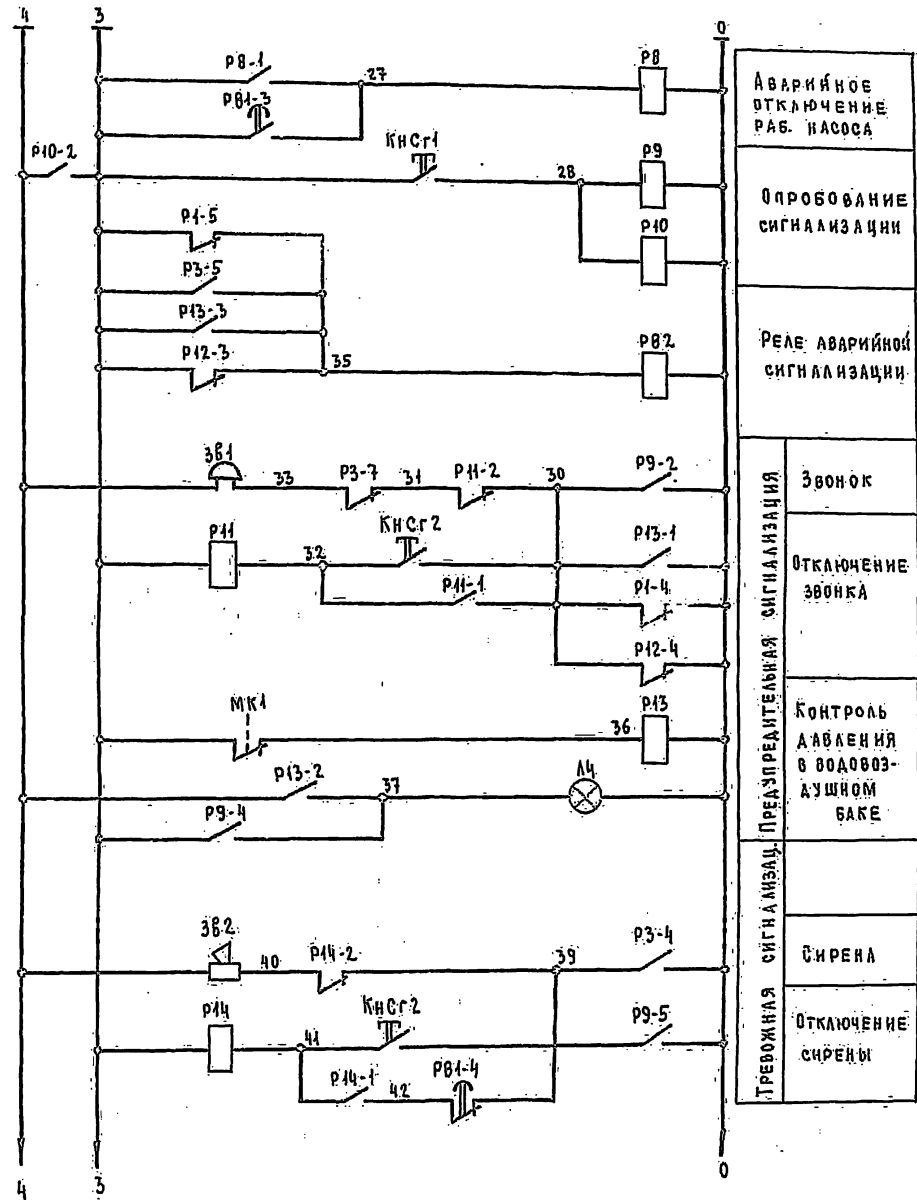 4 3 0
Р8-1
27
Р8
РВ1-3
Аварийное
отключение
раб. насоса
Р10-2
КнСг1
28
Р9
Р10
Опробование
сигнализации
Р1-5
Р3-5
Р13-3
Р12-3
35
РВ2
Реле аварийной
сигнализации
Зв1
33
Р3-7
31
Р11-2
30
Р9-2
Звонок
Р11
32
КнСг2
Р13-1
Р11-1
Р1-4
Р12-4
Отключение
звонка
МК1
36
Р13
Р13-2
37
Л4
Р9-4
Контроль
давления
в водовоз-
душном
баке
Предупредительная сигнализация
Зв2
40
Р14-2
39
Р3-4
Сирена
Р14
41
КнСг2
Р9-5
Р14-1
42
РВ1-4
Отключение
сирены
Тревожная сигнализац.
4 3 0